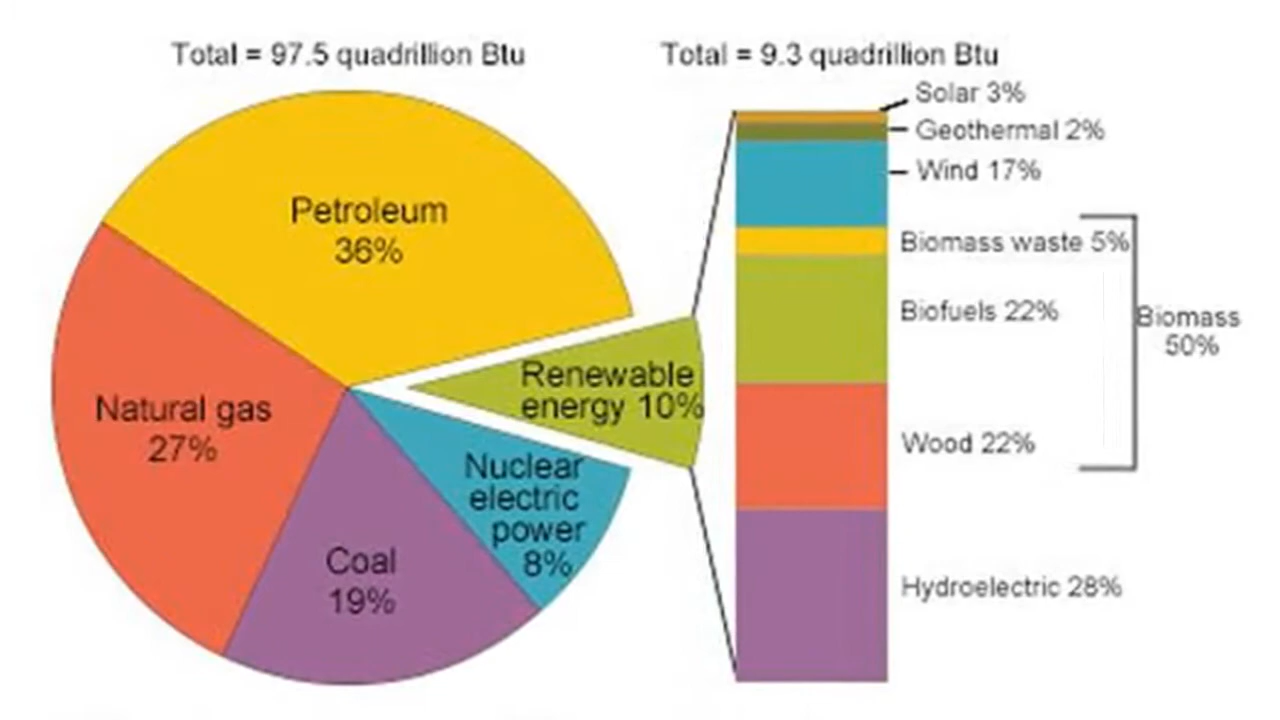 Total = 97.5 quadrillion Btu
Total = 9.3 quadrillion Btu
Petroleum
36%
Natural gas
27%
Coal
19%
Nuclear
electric
power
8%
Renewable
energy 10%
Solar 3%
Geothermal 2%
Wind 17%
Biomass waste 5%
Biofuels 22%
Wood 22%
Biomass
50%
Hydroelectric 28%